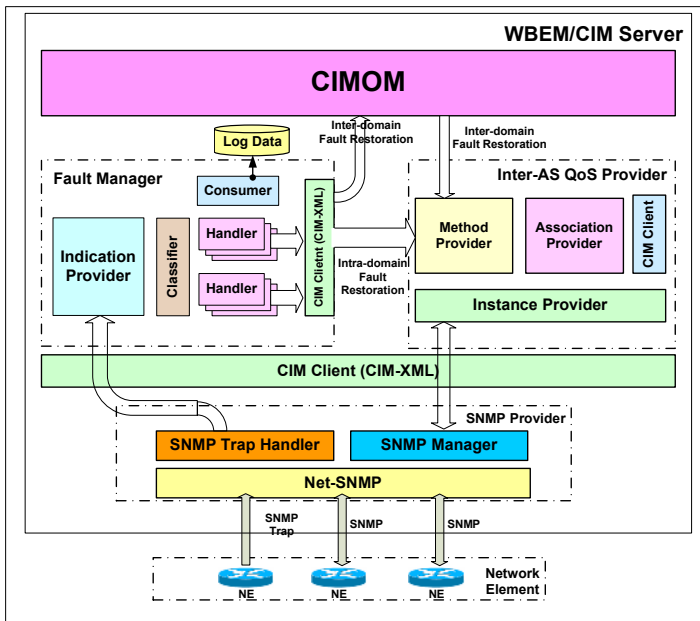 WBEM/CIM Server
CIMOM
Inter-domain
Fault Restoration
Inter-domain
Fault Restoration
Log Data
Fault Manager
Consumer
Inter-AS QoS Provider
Indication
Provider
Classifier
Handler
Handler
CIM Clietnt (CIM-XML)
Intra-domain
Fault
Restoration
Method
Provider
Association
Provider
CIM Client
Instance Provider
CIM Client (CIM-XML)
SNMP Provider
SNMP Trap Handler
SNMP Manager
Net-SNMP
SNMP
Trap
SNMP
SNMP
NE
NE
NE
Network
Element